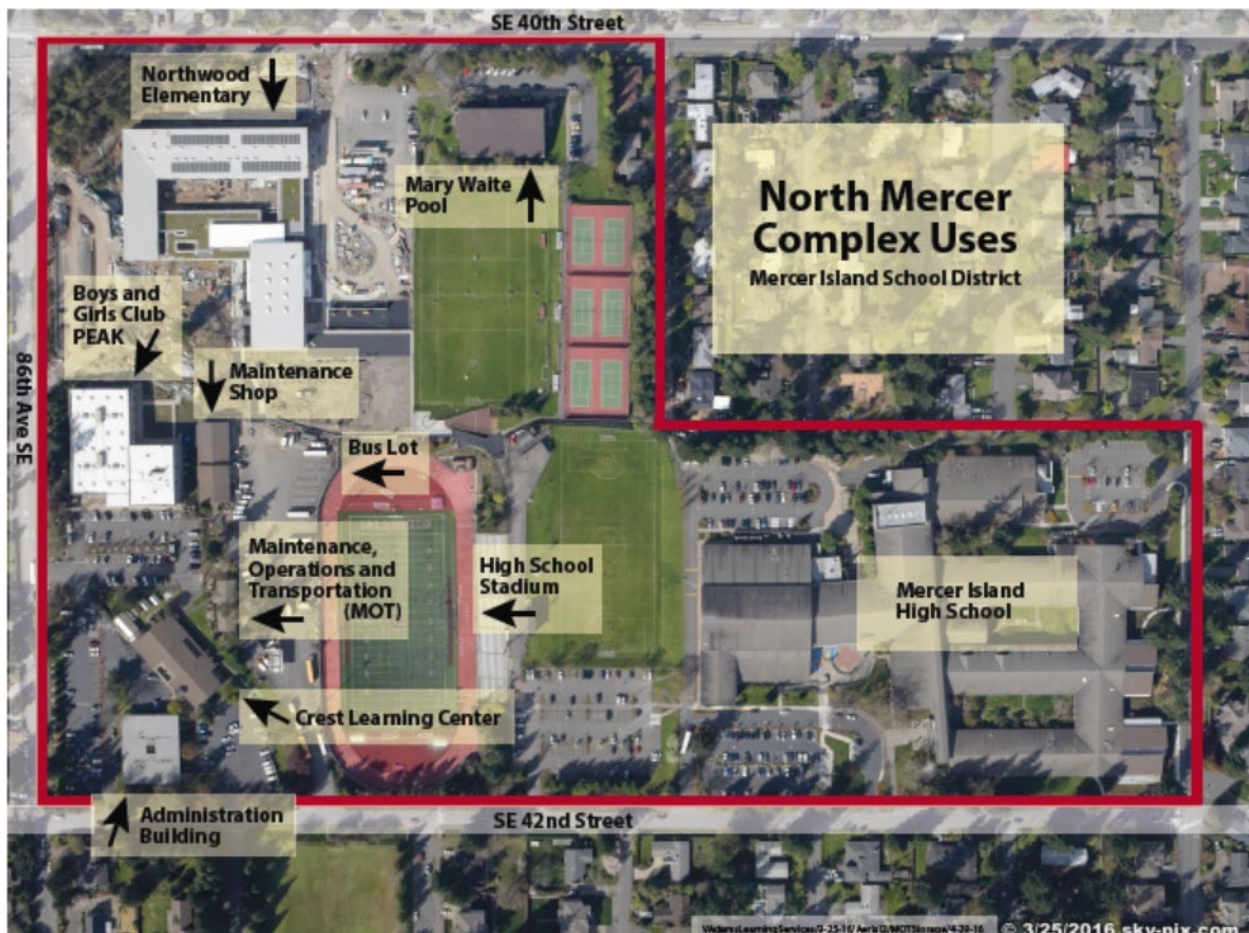 SE 40th Street
Northwood
Elementary
Mary Waite
Pool
North Mercer
Complex Uses
Mercer Island School District
Boys and
Girls Club
PEAK
86th Ave SE
Maintenance
Shop
Bus Lot
Maintenance,
Operations and
Transportation
(MOT)
High School
Stadium
Mercer Island
High School
Crest Learning Center
Administration
Building
SE 42nd Street
© 3/25/2016 sky-pix.com